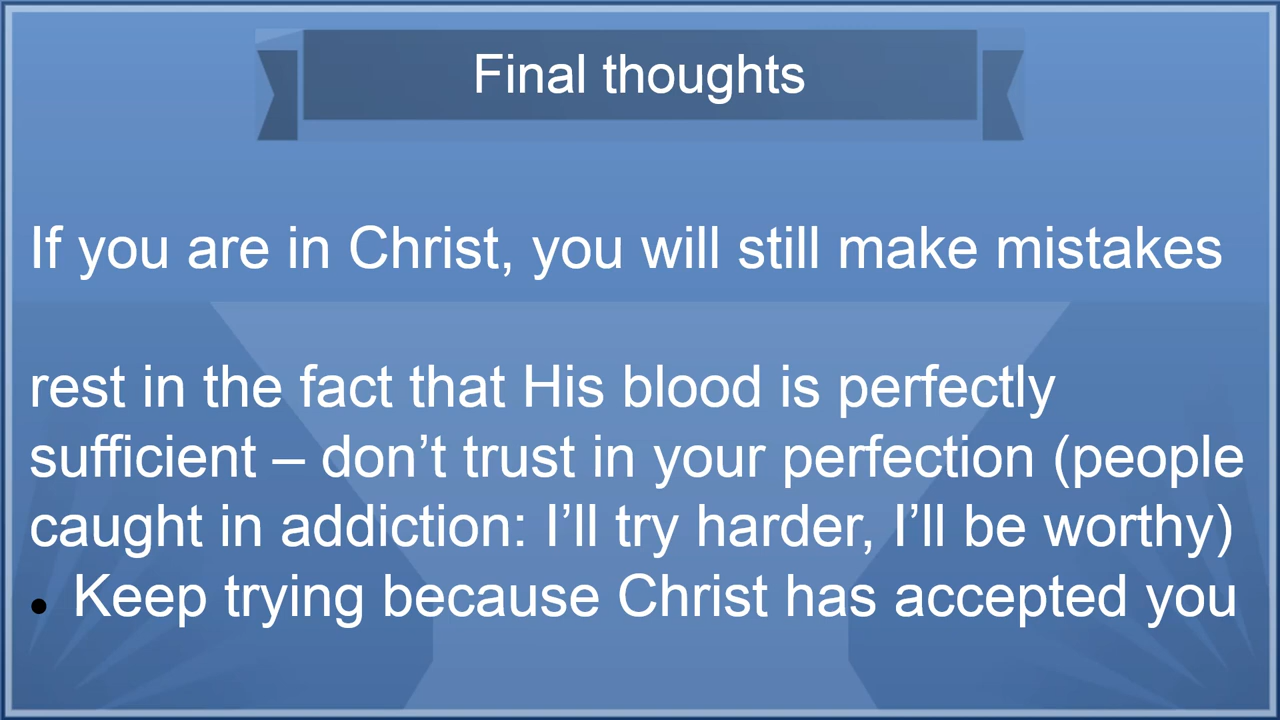 Final thoughts
If you are in Christ, you will still make mistakes
rest in the fact that His blood is perfectly
sufficient – don’t trust in your perfection (people
caught in addiction: I’ll try harder, I’ll be worthy)
• Keep trying because Christ has accepted you